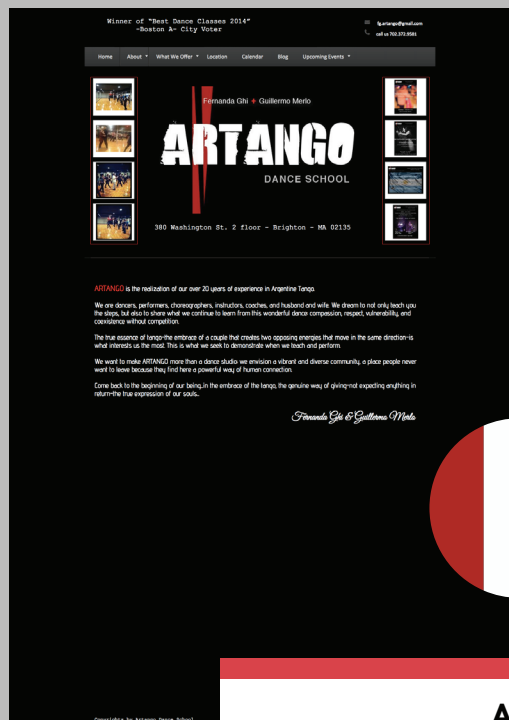 Winner of "Best Dance Classes 2014"
-Boston A- City Voter
fg.artango@gmail.com
call us 702.372.9581
Home About What We Offer Location Calendar Blog Upcoming Events
Fernanda Ghi ♦ Guillermo Merlo
ARTANGO
DANCE SCHOOL
380 Washington St. 2 floor - Brighton - MA 02135
ARTANGO is the realization of our over 20 years of experience in Argentine Tango.
We are dancers, performers, choreographers, instructors, coaches, and husband and wife. We dream to not only teach you
the steps, but also to share what we continue to learn from this wonderful dance compassion, respect, vulnerability, and
coexistence without competition.
The true essence of tango-the embrace of a couple that creates two opposing energies that move in the same direction-is
what interests us the most. This is what we seek to demonstrate when we teach and perform.
We want to make ARTANGO more than a dance studio we envision a vibrant and diverse community, a place people never
want to leave because they find here a powerful way of human connection.
Come back to the beginning of our being...in the embrace of the tango, the genuine way of giving-not expecting anything in
return-the true expression of our souls...
Fernanda Ghi & Guillermo Merlo
Copyrights by Artango Dance School